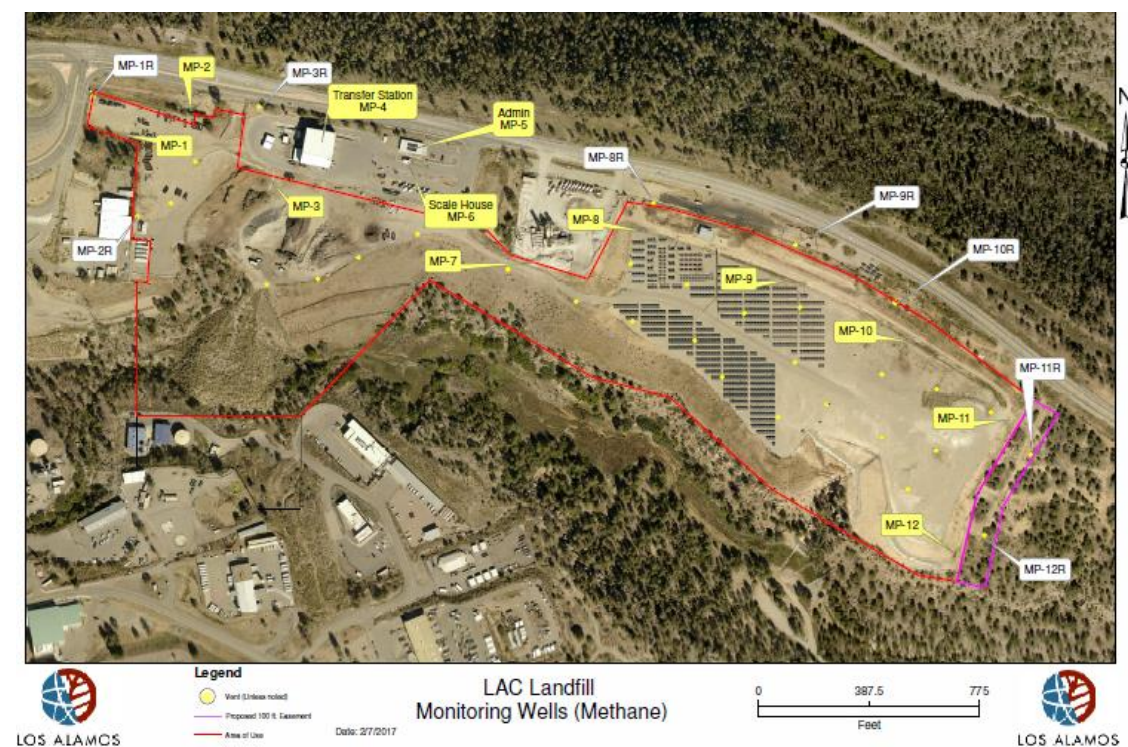 MP-1R
MP-2
MP-3R
Transfer Station
MP-4
Admin
MP-5
N
MP-1
MP-8R
MP-9R
MP-3
Scale House
MP-6
MP-8
MP-2R
MP-7
MP-10R
MP-9
MP-10
MP-11R
MP-11
MP-12
MP-12R
Legend
Vent (Unless noted)
Proposed 100 ft. Easement
Area of Use
Date: 2/7/2017
LAC Landfill
Monitoring Wells (Methane)
0 387.5 775
Feet
LOS ALAMOS
LOS ALAMOS